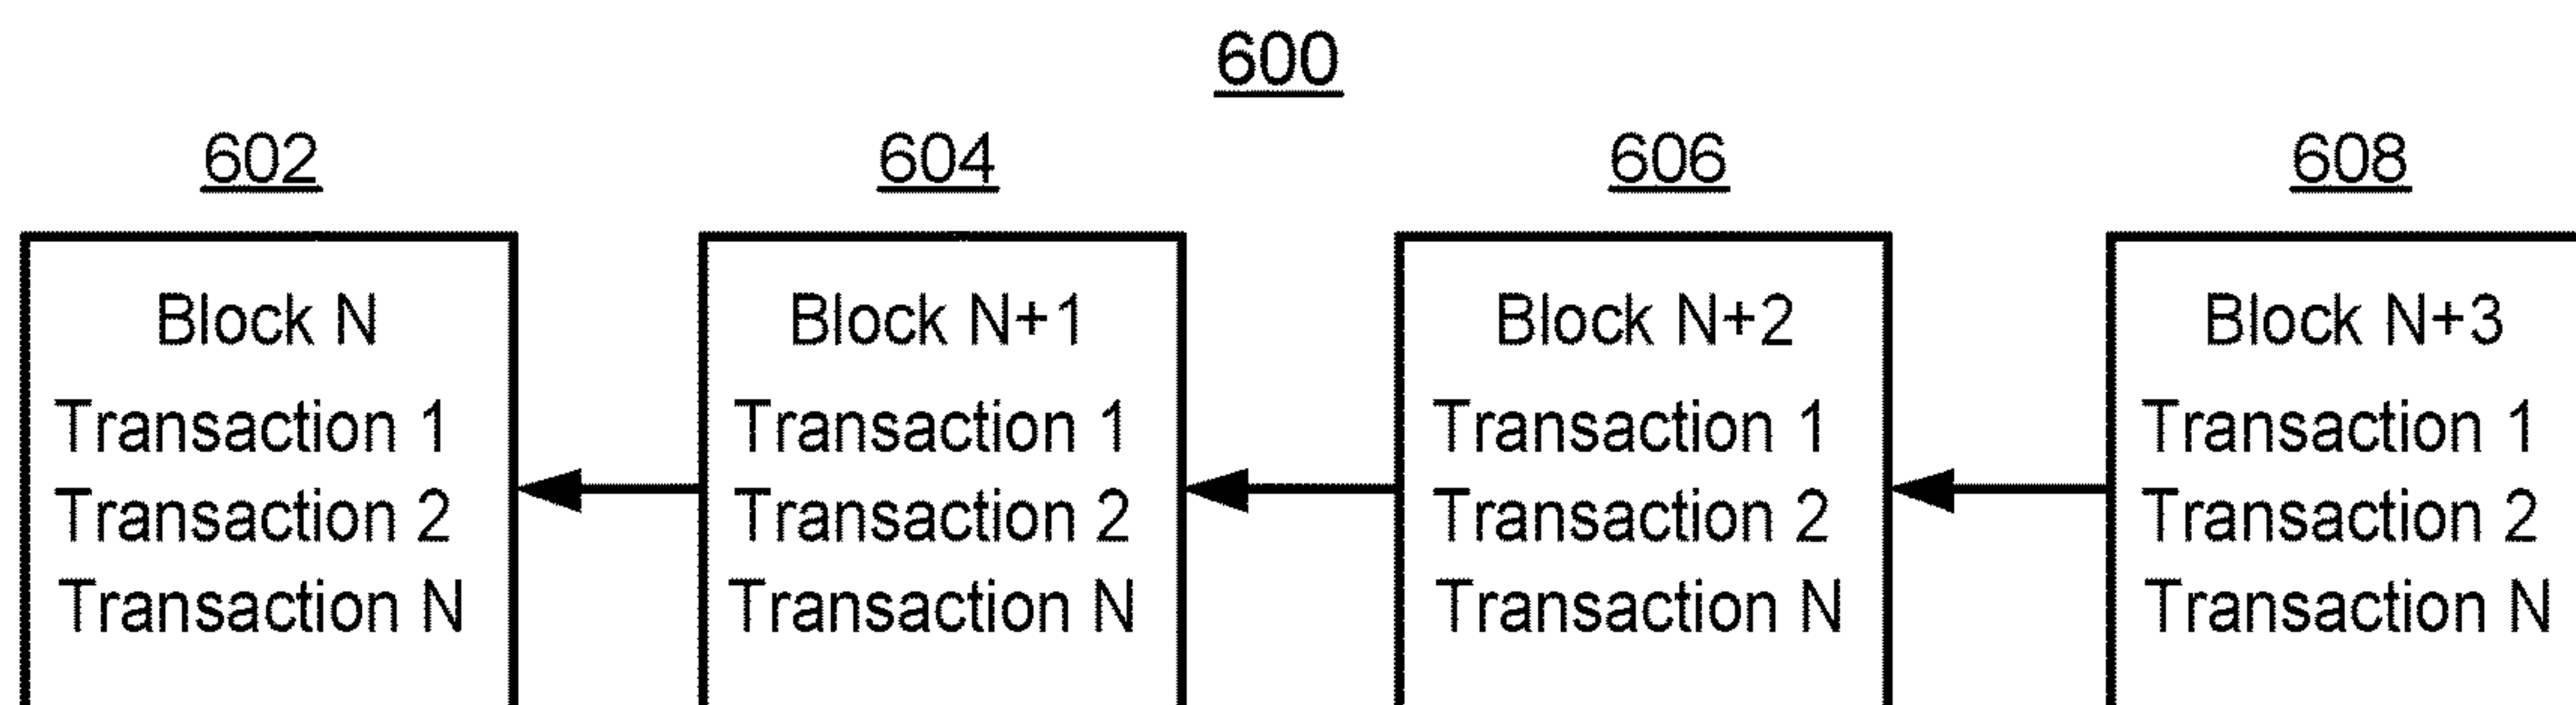 600
602
604
606
608
Block N
Transaction 1
Transaction 2
Transaction N
Block N+1
Transaction 1
Transaction 2
Transaction N
Block N+2
Transaction 1
Transaction 2
Transaction N
Block N+3
Transaction 1
Transaction 2
Transaction N